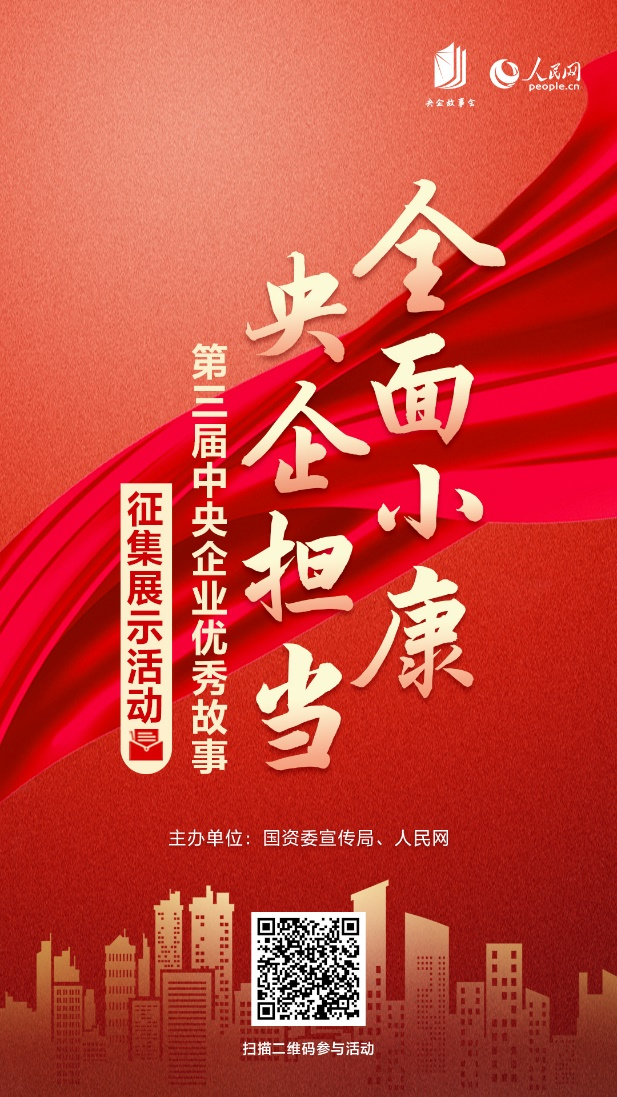 央企故事会
人民网
people.cn
全面小康
央企担当
第三届中央企业优秀故事
征集展示活动
主办单位：国资委宣传局、人民网
扫描二维码参与活动